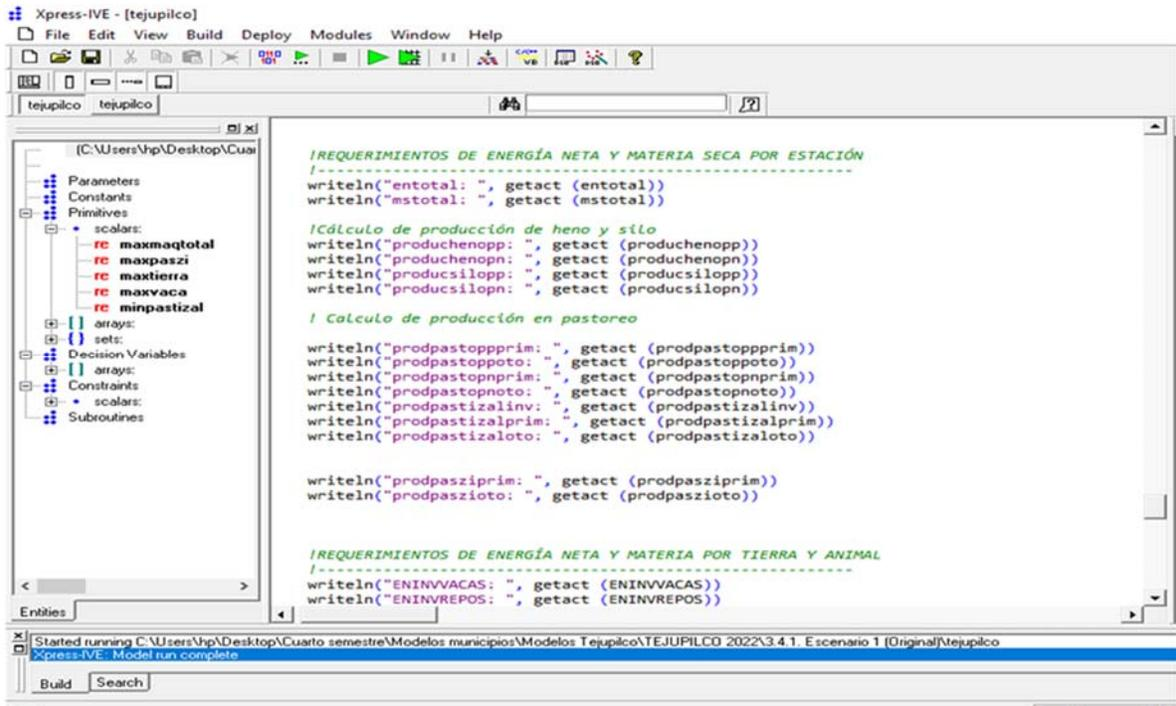 Xpress-IVE - [tejupilco]
File Edit View Build Deploy Modules Window Help
tejupilco tejupilco
(C:\Users\hp\Desktop\Cuar
Parameters
Constants
Primitives
scalars:
re maxmaqtotal
re maxpaszi
re maxtierra
re maxvaca
re minpastizal
arrays:
sets:
Decision Variables
arrays:
Constraints
scalars:
Subroutines
Entities
!REQUERIMIENTOS DE ENERGÍA NETA Y MATERIA SECA POR ESTACIÓN
!----------------------------------------------------------
writeln("entotal: ", getact (entotal))
writeln("mstotal: ", getact (mstotal))
!Cálculo de producción de heno y silo
writeln("produchenopp: ", getact (produchenopp))
writeln("produchenopn: ", getact (produchenopn))
writeln("producsilopp: ", getact (producsilopp))
writeln("producsilopn: ", getact (producsilopn))
! Calculo de producción en pastoreo
writeln("prodpastoppprim: ", getact (prodpastoppprim))
writeln("prodpastoppoto: ", getact (prodpastoppoto))
writeln("prodpastopnprim: ", getact (prodpastopnprim))
writeln("prodpastopnoto: ", getact (prodpastopnoto))
writeln("prodpastizalinv: ", getact (prodpastizalinv))
writeln("prodpastizalprim: ", getact (prodpastizalprim))
writeln("prodpastizaloto: ", getact (prodpastizaloto))
writeln("prodpasziprim: ", getact (prodpasziprim))
writeln("prodpaszioto: ", getact (prodpaszioto))
!REQUERIMIENTOS DE ENERGÍA NETA Y MATERIA POR TIERRA Y ANIMAL
!----------------------------------------------------------
writeln("ENINVVACAS: ", getact (ENINVVACAS))
writeln("ENINVREPOS: ", getact (ENINVREPOS))
Started running C:\Users\hp\Desktop\Cuarto semestre\Modelos municipios\Modelos Tejupilco\TEJUPILCO 2022\3.4.1. Escenario 1 (Original)\tejupilco
Xpress-IVE: Model run complete
Build Search